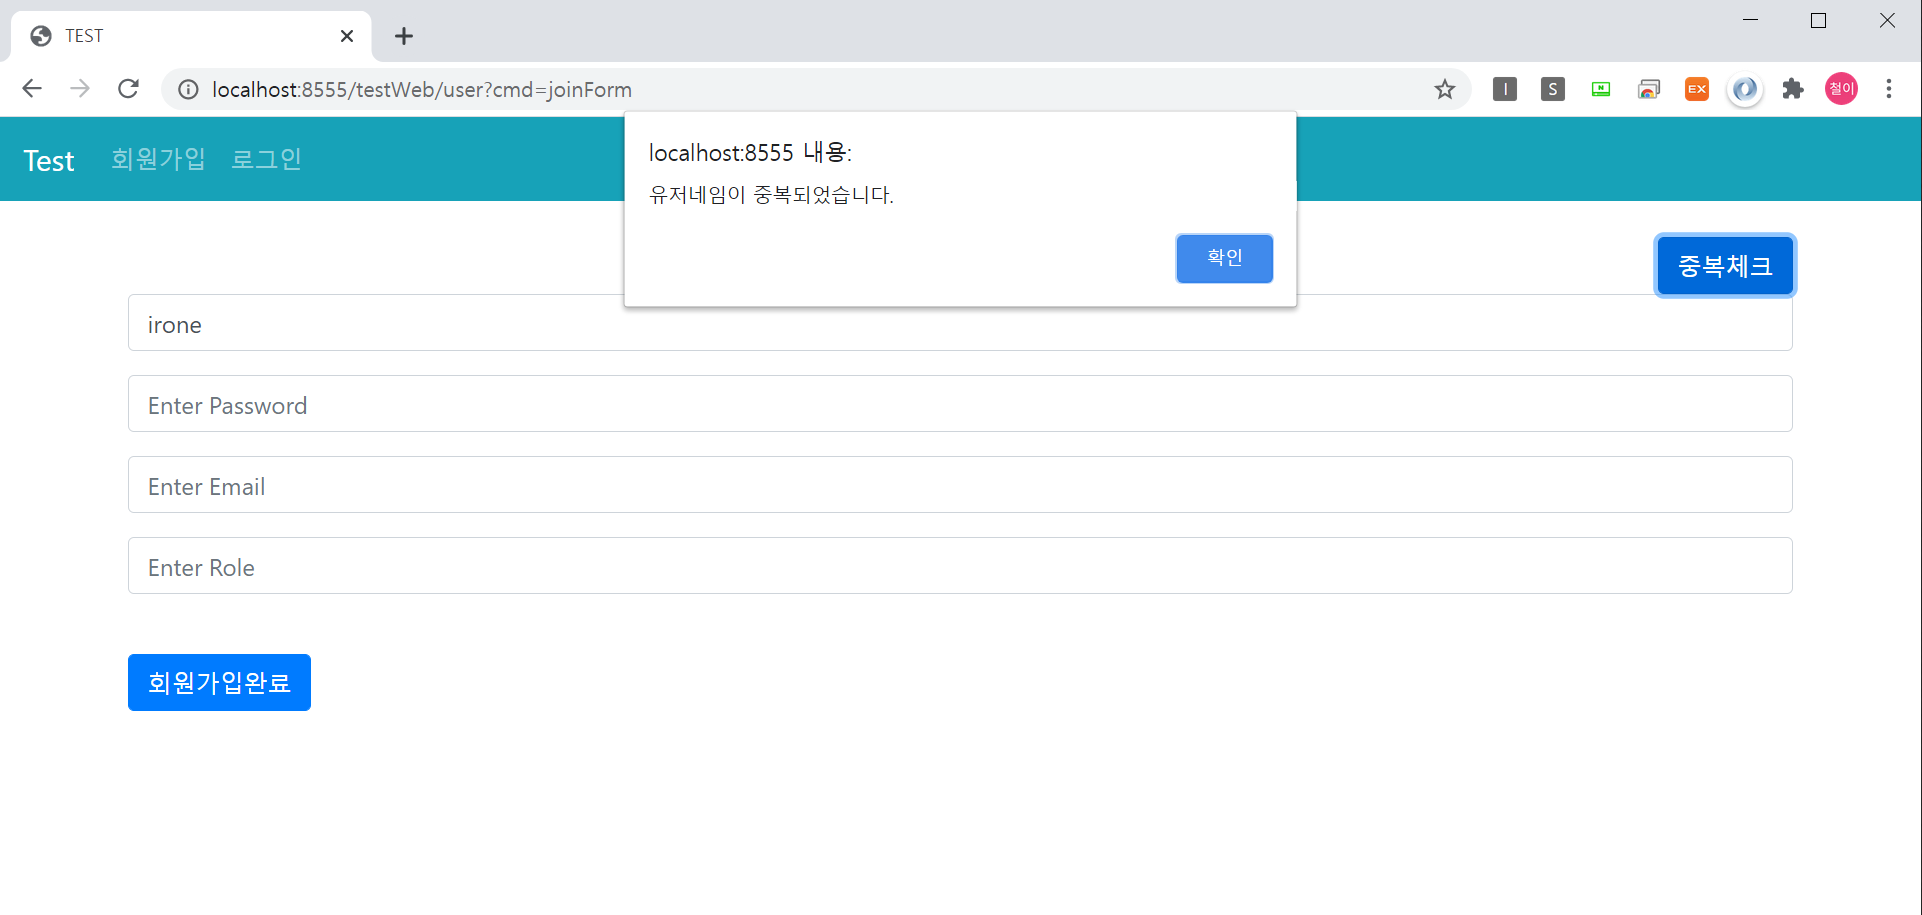 TEST
localhost:8555/testWeb/user?cmd=joinForm
I
S
N
EX
철이
Test 회원가입 로그인
localhost:8555 내용:
유저네임이 중복되었습니다.
확인
중복체크
irone
Enter Password
Enter Email
Enter Role
회원가입완료